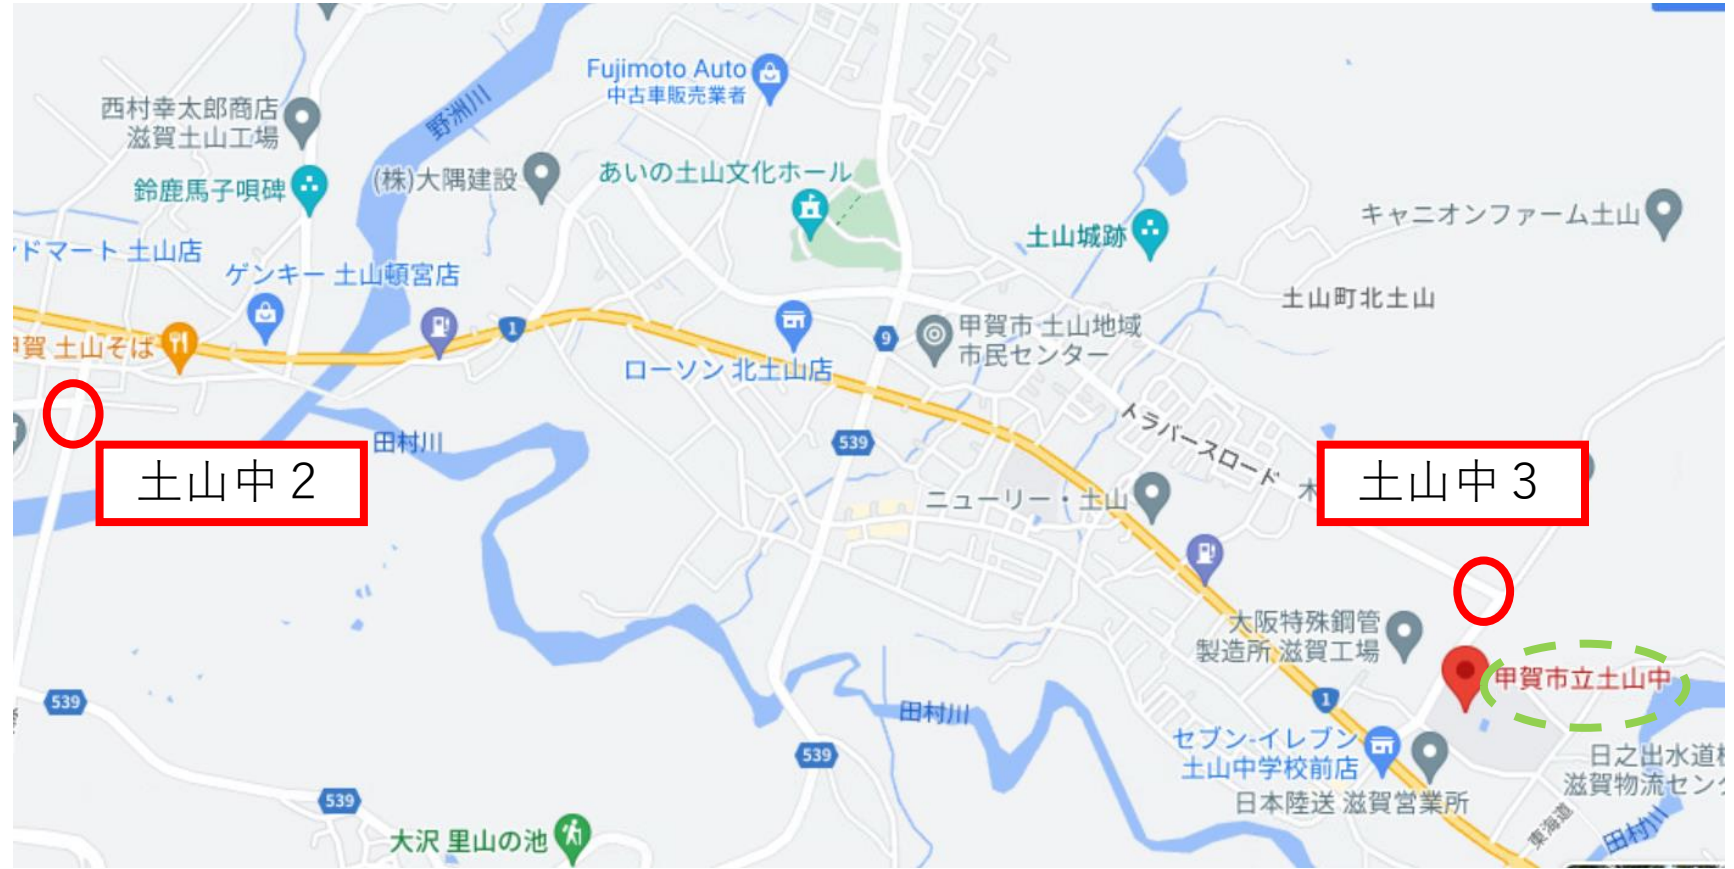 Fujimoto Auto
中古車販売業者
西村幸太郎商店
滋賀土山工場
野洲川
鈴鹿馬子唄碑
(株)大隅建設
あいの土山文化ホール
キャニオンファーム土山
土山城跡
ンドマート 土山店
ゲンキー 土山頓宮店
土山町北土山
1
9
甲賀市 土山地域
市民センター
甲賀 土山そば
ローソン 北土山店
トラバースロード
田村川
539
土山中２
ニューリー・土山
木
土山中３
大阪特殊鋼管
製造所 滋賀工場
甲賀市立土山中
539
1
田村川
セブン-イレブン
土山中学校前店
539
日之出水道機
滋賀物流センタ
539
日本陸送 滋賀営業所
大沢 里山の池
東海道
田村川